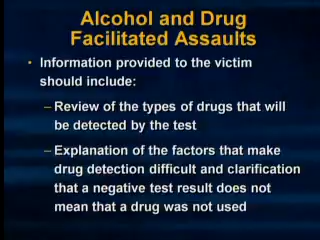 Alcohol and Drug
Facilitated Assaults
• Information provided to the victim
should include:
– Review of the types of drugs that will
be detected by the test
– Explanation of the factors that make
drug detection difficult and clarification
that a negative test result does not
mean that a drug was not used